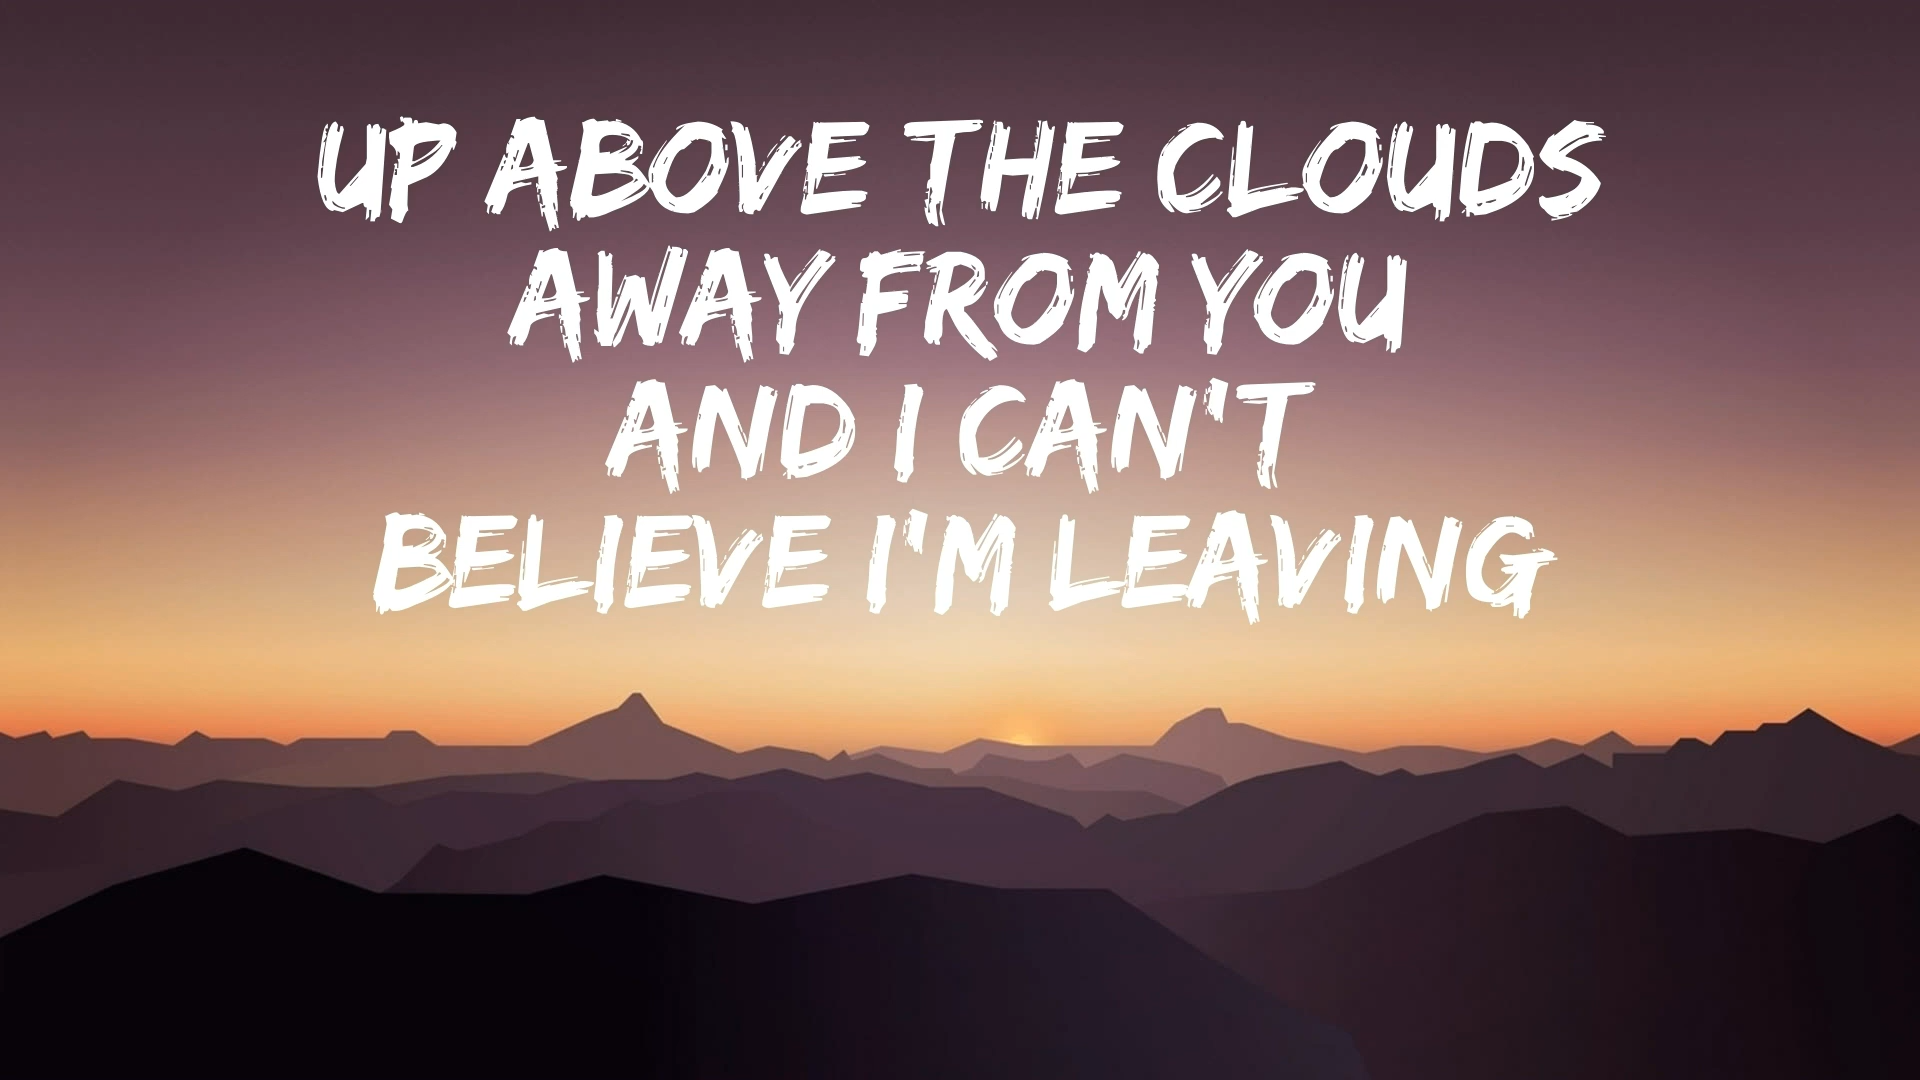 UP ABOVE THE CLOUDS
AWAY FROM YOU
AND I CAN'T
BELIEVE I'M LEAVING